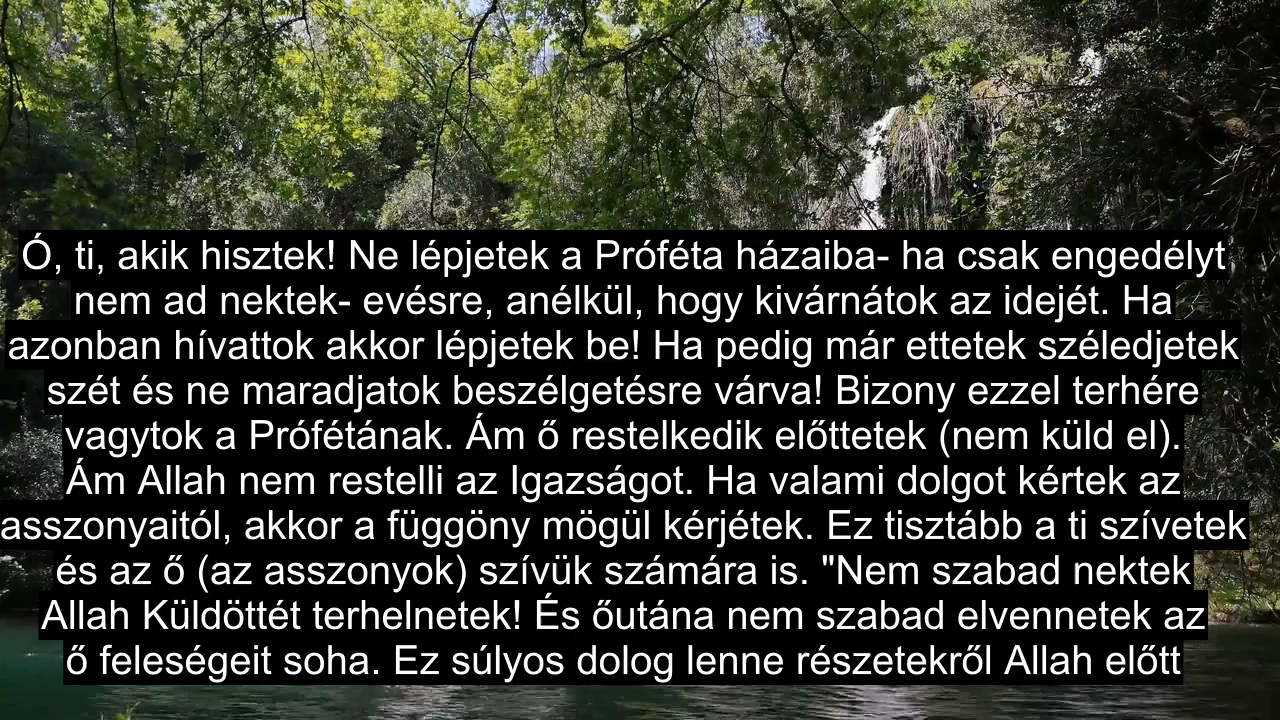 Ó, ti, akik hisztek! Ne lépjetek a Próféta házaiba- ha csak engedélyt
nem ad nektek- evésre, anélkül, hogy kivárnátok az idejét. Ha
azonban hívattok akkor lépjetek be! Ha pedig már ettetek széledjetek
szét és ne maradjatok beszélgetésre várva! Bizony ezzel terhére
vagytok a Prófétának. Ám ő restelkedik előttetek (nem küld el).
Ám Allah nem restelli az Igazságot. Ha valami dolgot kértek az
asszonyaitól, akkor a függöny mögül kérjétek. Ez tisztább a ti szívetek
és az ő (az asszonyok) szívük számára is. "Nem szabad nektek
Allah Küldöttét terhelnetek! És őutána nem szabad elvennetek az
ő feleségeit soha. Ez súlyos dolog lenne részetekről Allah előtt